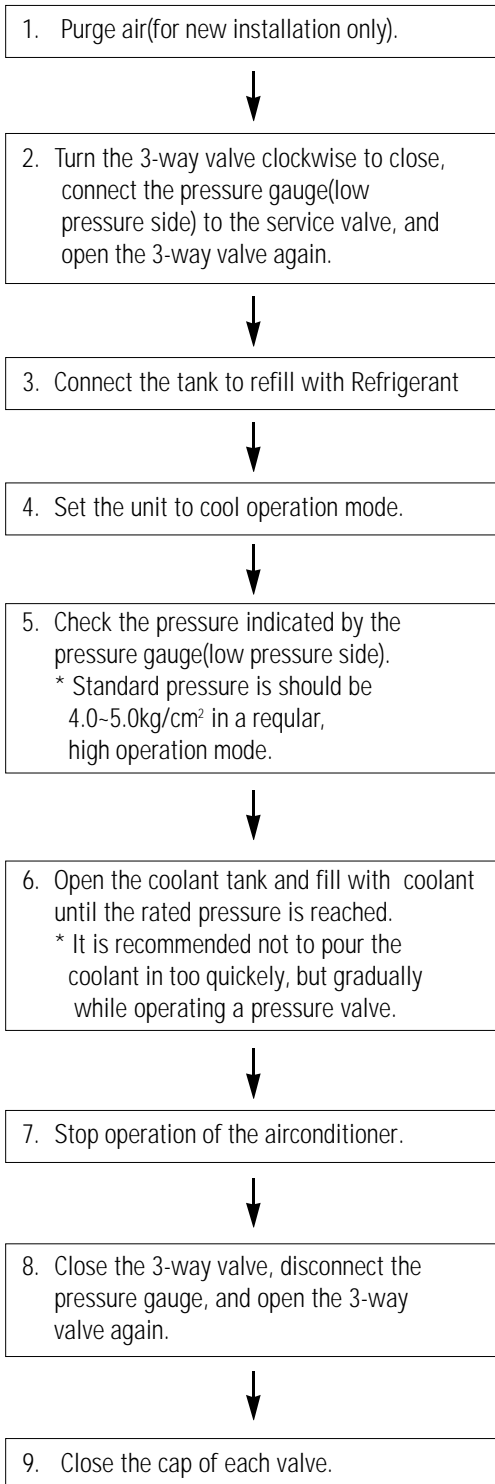 1. Purge air(for new installation only).
2. Turn the 3-way valve clockwise to close,
connect the pressure gauge(low
pressure side) to the service valve, and
open the 3-way valve again.
3. Connect the tank to refill with Refrigerant
4. Set the unit to cool operation mode.
5. Check the pressure indicated by the
pressure gauge(low pressure side).
* Standard pressure is should be
4.0~5.0kg/cm² in a reqular,
high operation mode.
6. Open the coolant tank and fill with coolant
until the rated pressure is reached.
* It is recommended not to pour the
coolant in too quickely, but gradually
while operating a pressure valve.
7. Stop operation of the airconditioner.
8. Close the 3-way valve, disconnect the
pressure gauge, and open the 3-way
valve again.
9. Close the cap of each valve.